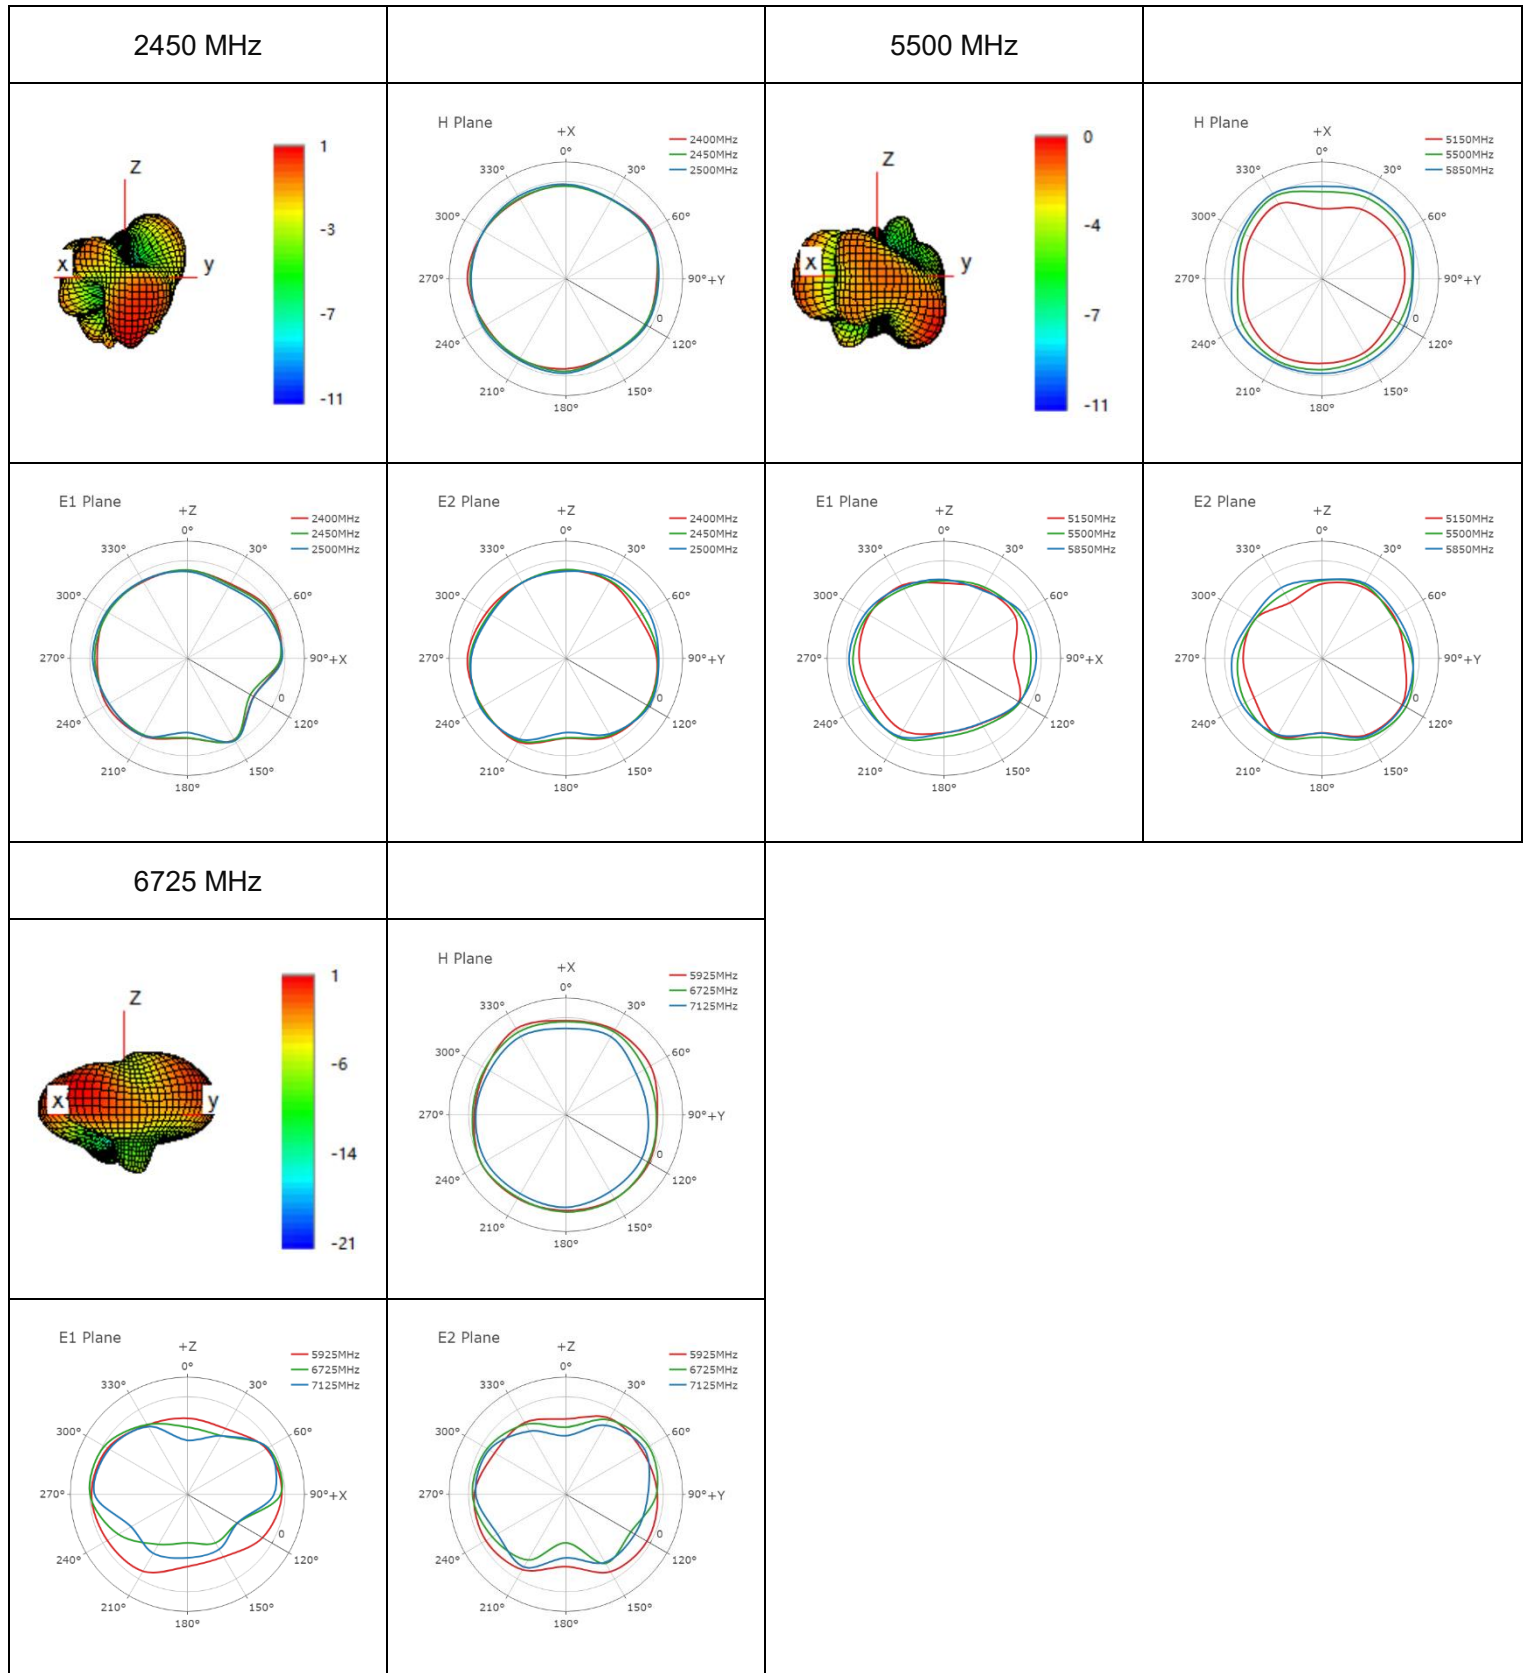 2450 MHz
5500 MHz
Z
x
y
1
-3
-7
-11
H Plane
+X
0°
30°
60°
90°+Y
120°
150°
180°
210°
240°
270°
300°
330°
0
2400MHz
2450MHz
2500MHz
Z
x
y
0
-4
-7
-11
H Plane
+X
0°
30°
60°
90°+Y
120°
150°
180°
210°
240°
270°
300°
330°
0
5150MHz
5500MHz
5850MHz
E1 Plane
+Z
0°
30°
60°
90°+X
120°
150°
180°
210°
240°
270°
300°
330°
0
2400MHz
2450MHz
2500MHz
E2 Plane
+Z
0°
30°
60°
90°+Y
120°
150°
180°
210°
240°
270°
300°
330°
0
2400MHz
2450MHz
2500MHz
E1 Plane
+Z
0°
30°
60°
90°+X
120°
150°
180°
210°
240°
270°
300°
330°
0
5150MHz
5500MHz
5850MHz
E2 Plane
+Z
0°
30°
60°
90°+Y
120°
150°
180°
210°
240°
270°
300°
330°
0
5150MHz
5500MHz
5850MHz
6725 MHz
Z
x
y
1
-6
-14
-21
H Plane
+X
0°
30°
60°
90°+Y
120°
150°
180°
210°
240°
270°
300°
330°
0
5925MHz
6725MHz
7125MHz
E1 Plane
+Z
0°
30°
60°
90°+X
120°
150°
180°
210°
240°
270°
300°
330°
0
5925MHz
6725MHz
7125MHz
E2 Plane
+Z
0°
30°
60°
90°+Y
120°
150°
180°
210°
240°
270°
300°
330°
0
5925MHz
6725MHz
7125MHz